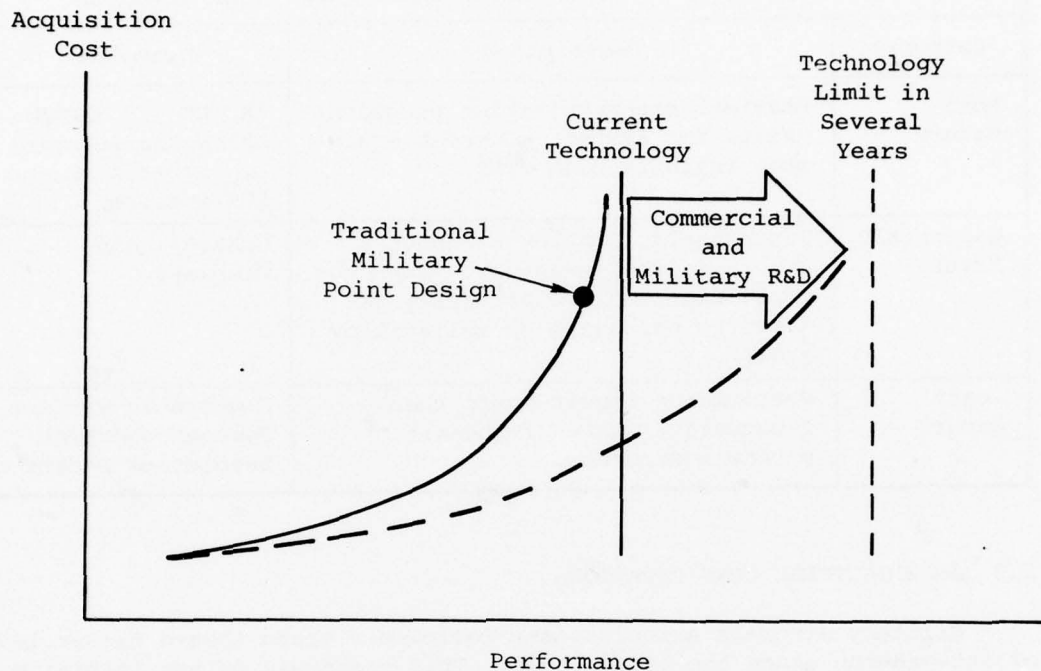 Acquisition
Cost
Technology
Limit in
Several
Years
Current
Technology
Commercial
and
Military R&D
Traditional
Military
Point Design
Performance